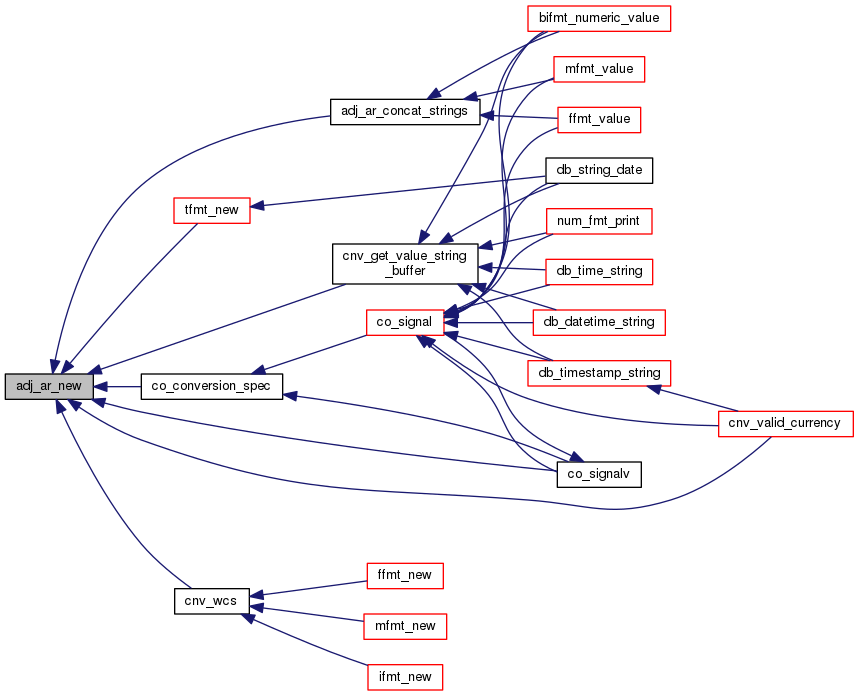 bifmt_numeric_value
mfmt_value
adj_ar_concat_strings
ffmt_value
db_string_date
tfmt_new
num_fmt_print
cnv_get_value_string
_buffer
db_time_string
co_signal
db_datetime_string
db_timestamp_string
adj_ar_new
co_conversion_spec
cnv_valid_currency
co_signalv
ffmt_new
cnv_wcs
mfmt_new
ifmt_new